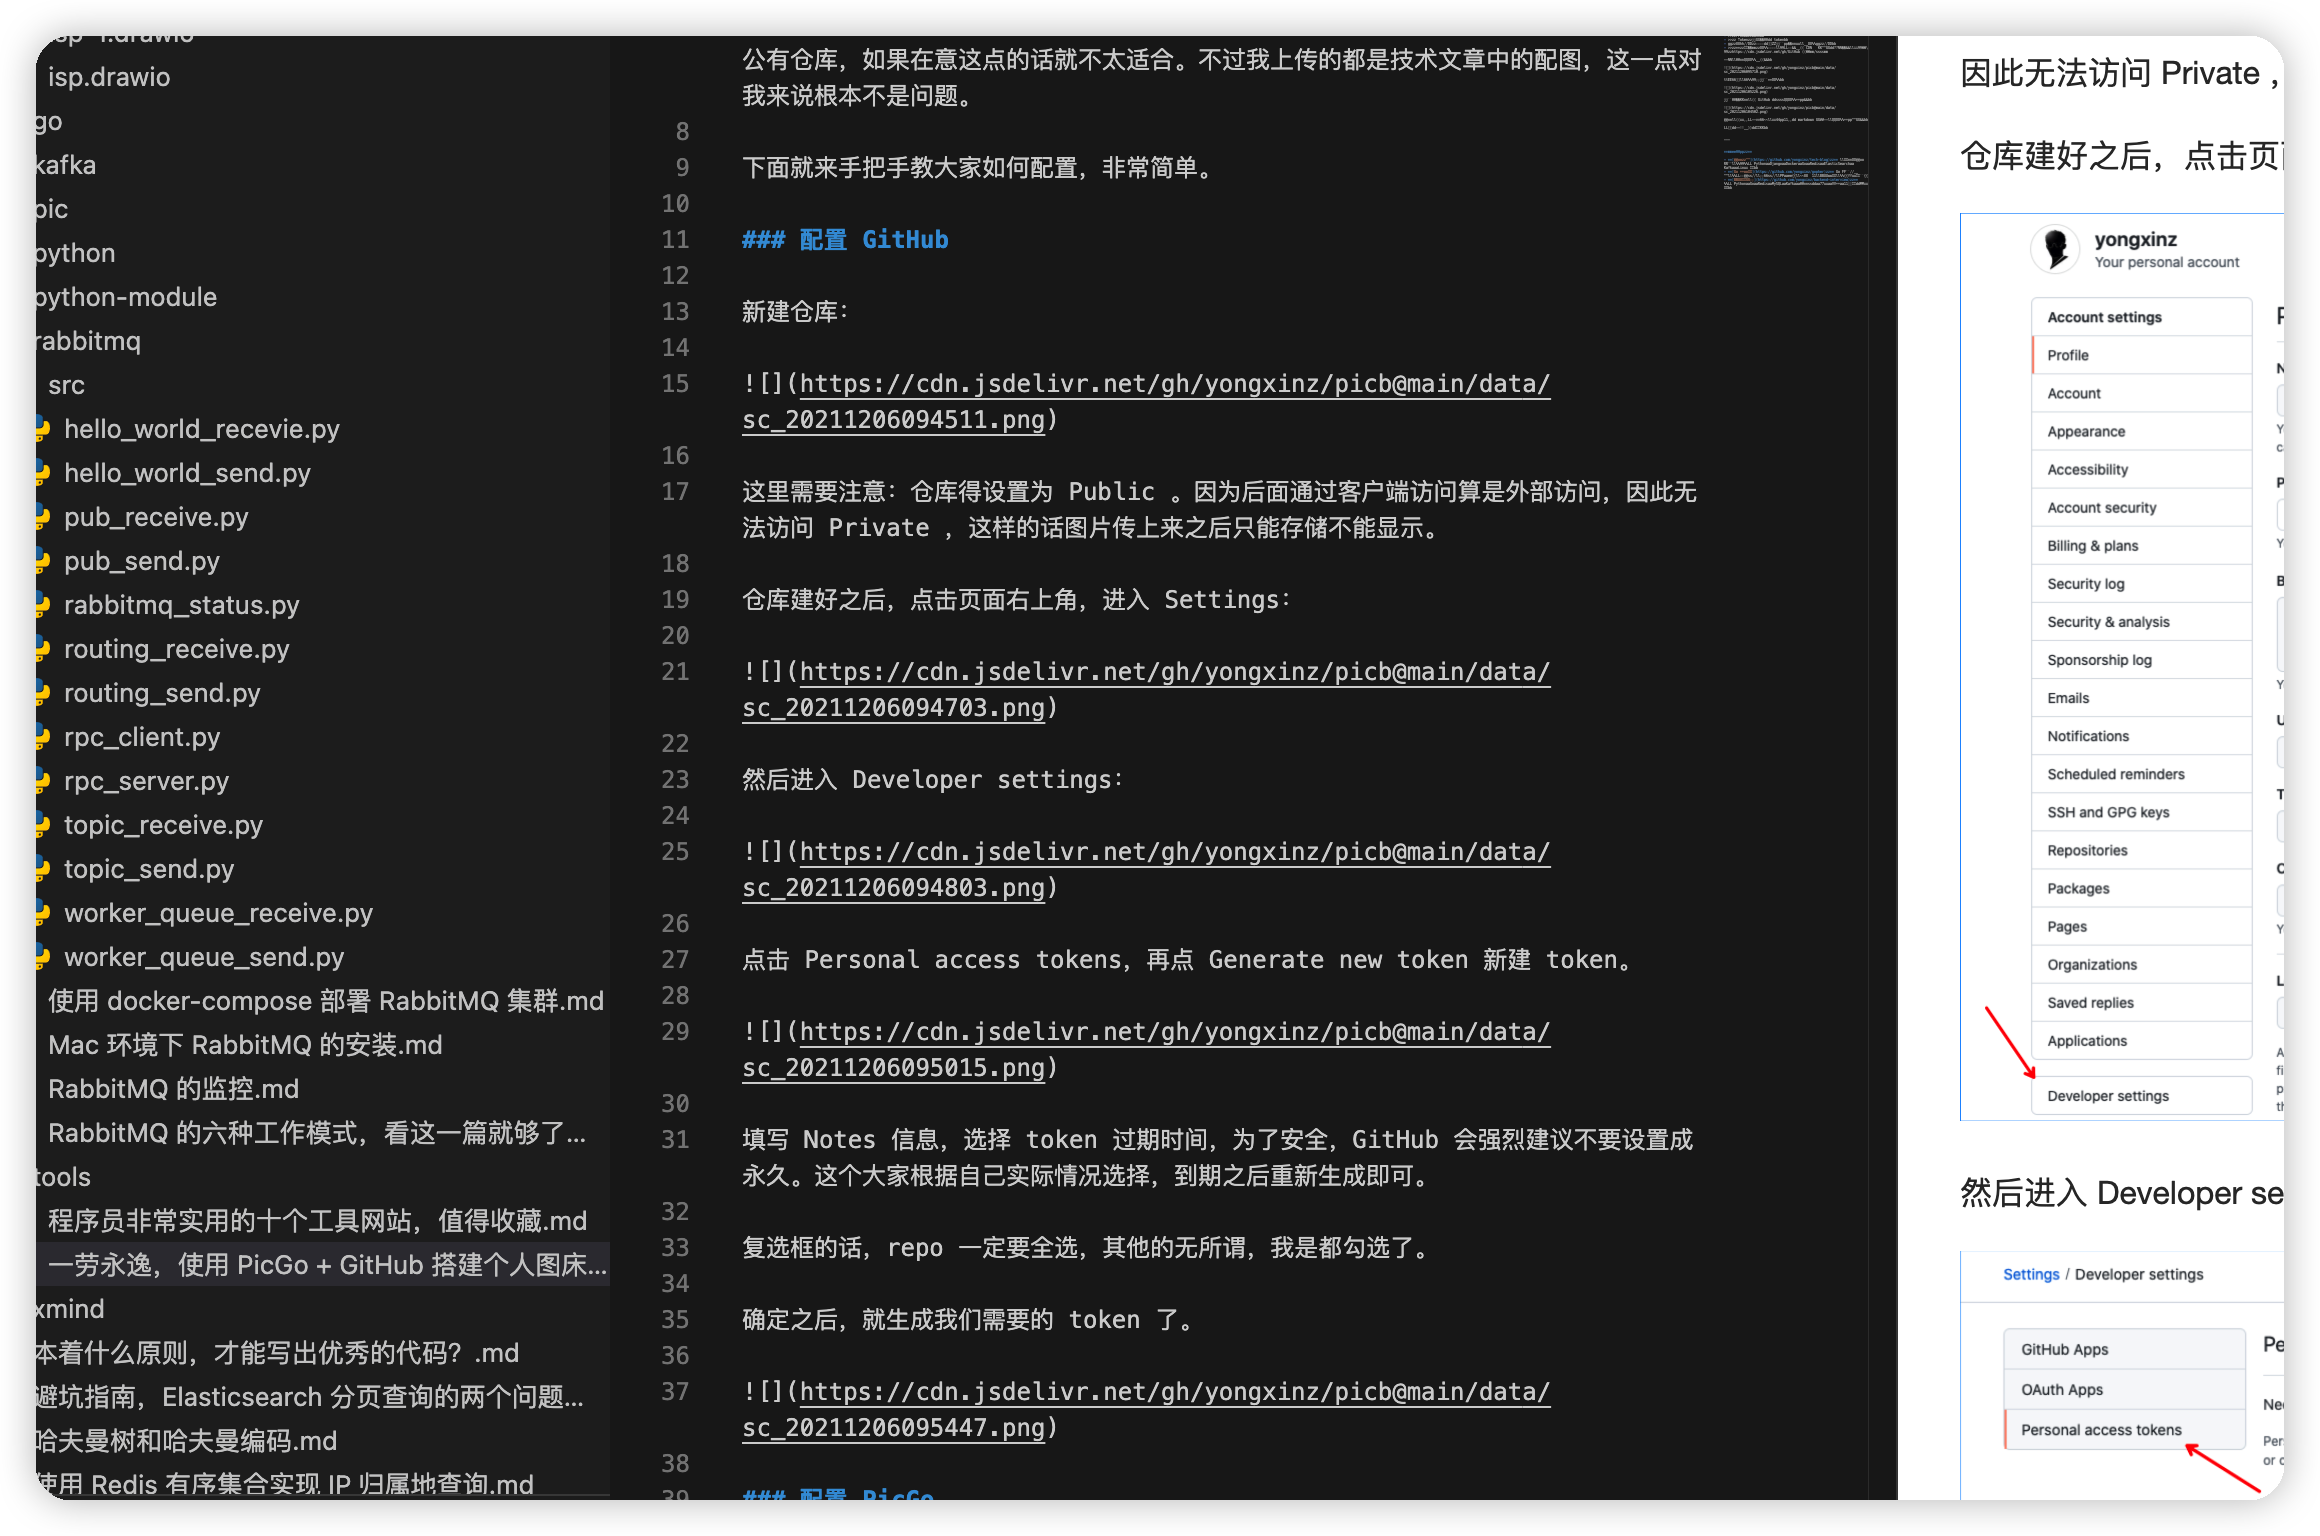 isp.drawio
go
kafka
pic
python
python-module
rabbitmq
src
hello_world_recevie.py
hello_world_send.py
pub_receive.py
pub_send.py
rabbitmq_status.py
routing_receive.py
routing_send.py
rpc_client.py
rpc_server.py
topic_receive.py
topic_send.py
worker_queue_receive.py
worker_queue_send.py
使用 docker-compose 部署 RabbitMQ 集群.md
Mac 环境下 RabbitMQ 的安装.md
RabbitMQ 的监控.md
RabbitMQ 的六种工作模式，看这一篇就够了...
tools
程序员非常实用的十个工具网站，值得收藏.md
一劳永逸，使用 PicGo + GitHub 搭建个人图床...
xmind
本着什么原则，才能写出优秀的代码？.md
避坑指南，Elasticsearch 分页查询的两个问题...
哈夫曼树和哈夫曼编码.md
使用 Redis 有序集合实现 IP 归属地查询.md
公有仓库，如果在意这点的话就不太适合。不过我上传的都是技术文章中的配图，这一点对
我来说根本不是问题。
8
9 下面就来手把手教大家如何配置，非常简单。
10
11 ### 配置 GitHub
12
13 新建仓库：
14
15 ![](https://cdn.jsdelivr.net/gh/yongxinz/picb@main/data/
sc_20211206094511.png)
16
17 这里需要注意：仓库得设置为 Public 。因为后面通过客户端访问算是外部访问，因此无
法访问 Private ，这样的话图片传上来之后只能存储不能显示。
18
19 仓库建好之后，点击页面右上角，进入 Settings：
20
21 ![](https://cdn.jsdelivr.net/gh/yongxinz/picb@main/data/
sc_20211206094703.png)
22
23 然后进入 Developer settings：
24
25 ![](https://cdn.jsdelivr.net/gh/yongxinz/picb@main/data/
sc_20211206094803.png)
26
27 点击 Personal access tokens，再点 Generate new token 新建 token。
28
29 ![](https://cdn.jsdelivr.net/gh/yongxinz/picb@main/data/
sc_20211206095015.png)
30
31 填写 Notes 信息，选择 token 过期时间，为了安全，GitHub 会强烈建议不要设置成
永久。这个大家根据自己实际情况选择，到期之后重新生成即可。
32
33 复选框的话，repo 一定要全选，其他的无所谓，我是都勾选了。
34
35 确定之后，就生成我们需要的 token 了。
36
37 ![](https://cdn.jsdelivr.net/gh/yongxinz/picb@main/data/
sc_20211206095447.png)
38
39 ### 配置 PicGo
因此无法访问 Private ，
仓库建好之后，点击页
yongxinz
Your personal account
Account settings
Profile
Account
Appearance
Accessibility
Account security
Billing & plans
Security log
Security & analysis
Sponsorship log
Emails
Notifications
Scheduled reminders
SSH and GPG keys
Repositories
Packages
Pages
Organizations
Saved replies
Applications
Developer settings
然后进入 Developer se
Settings / Developer settings
GitHub Apps
OAuth Apps
Personal access tokens